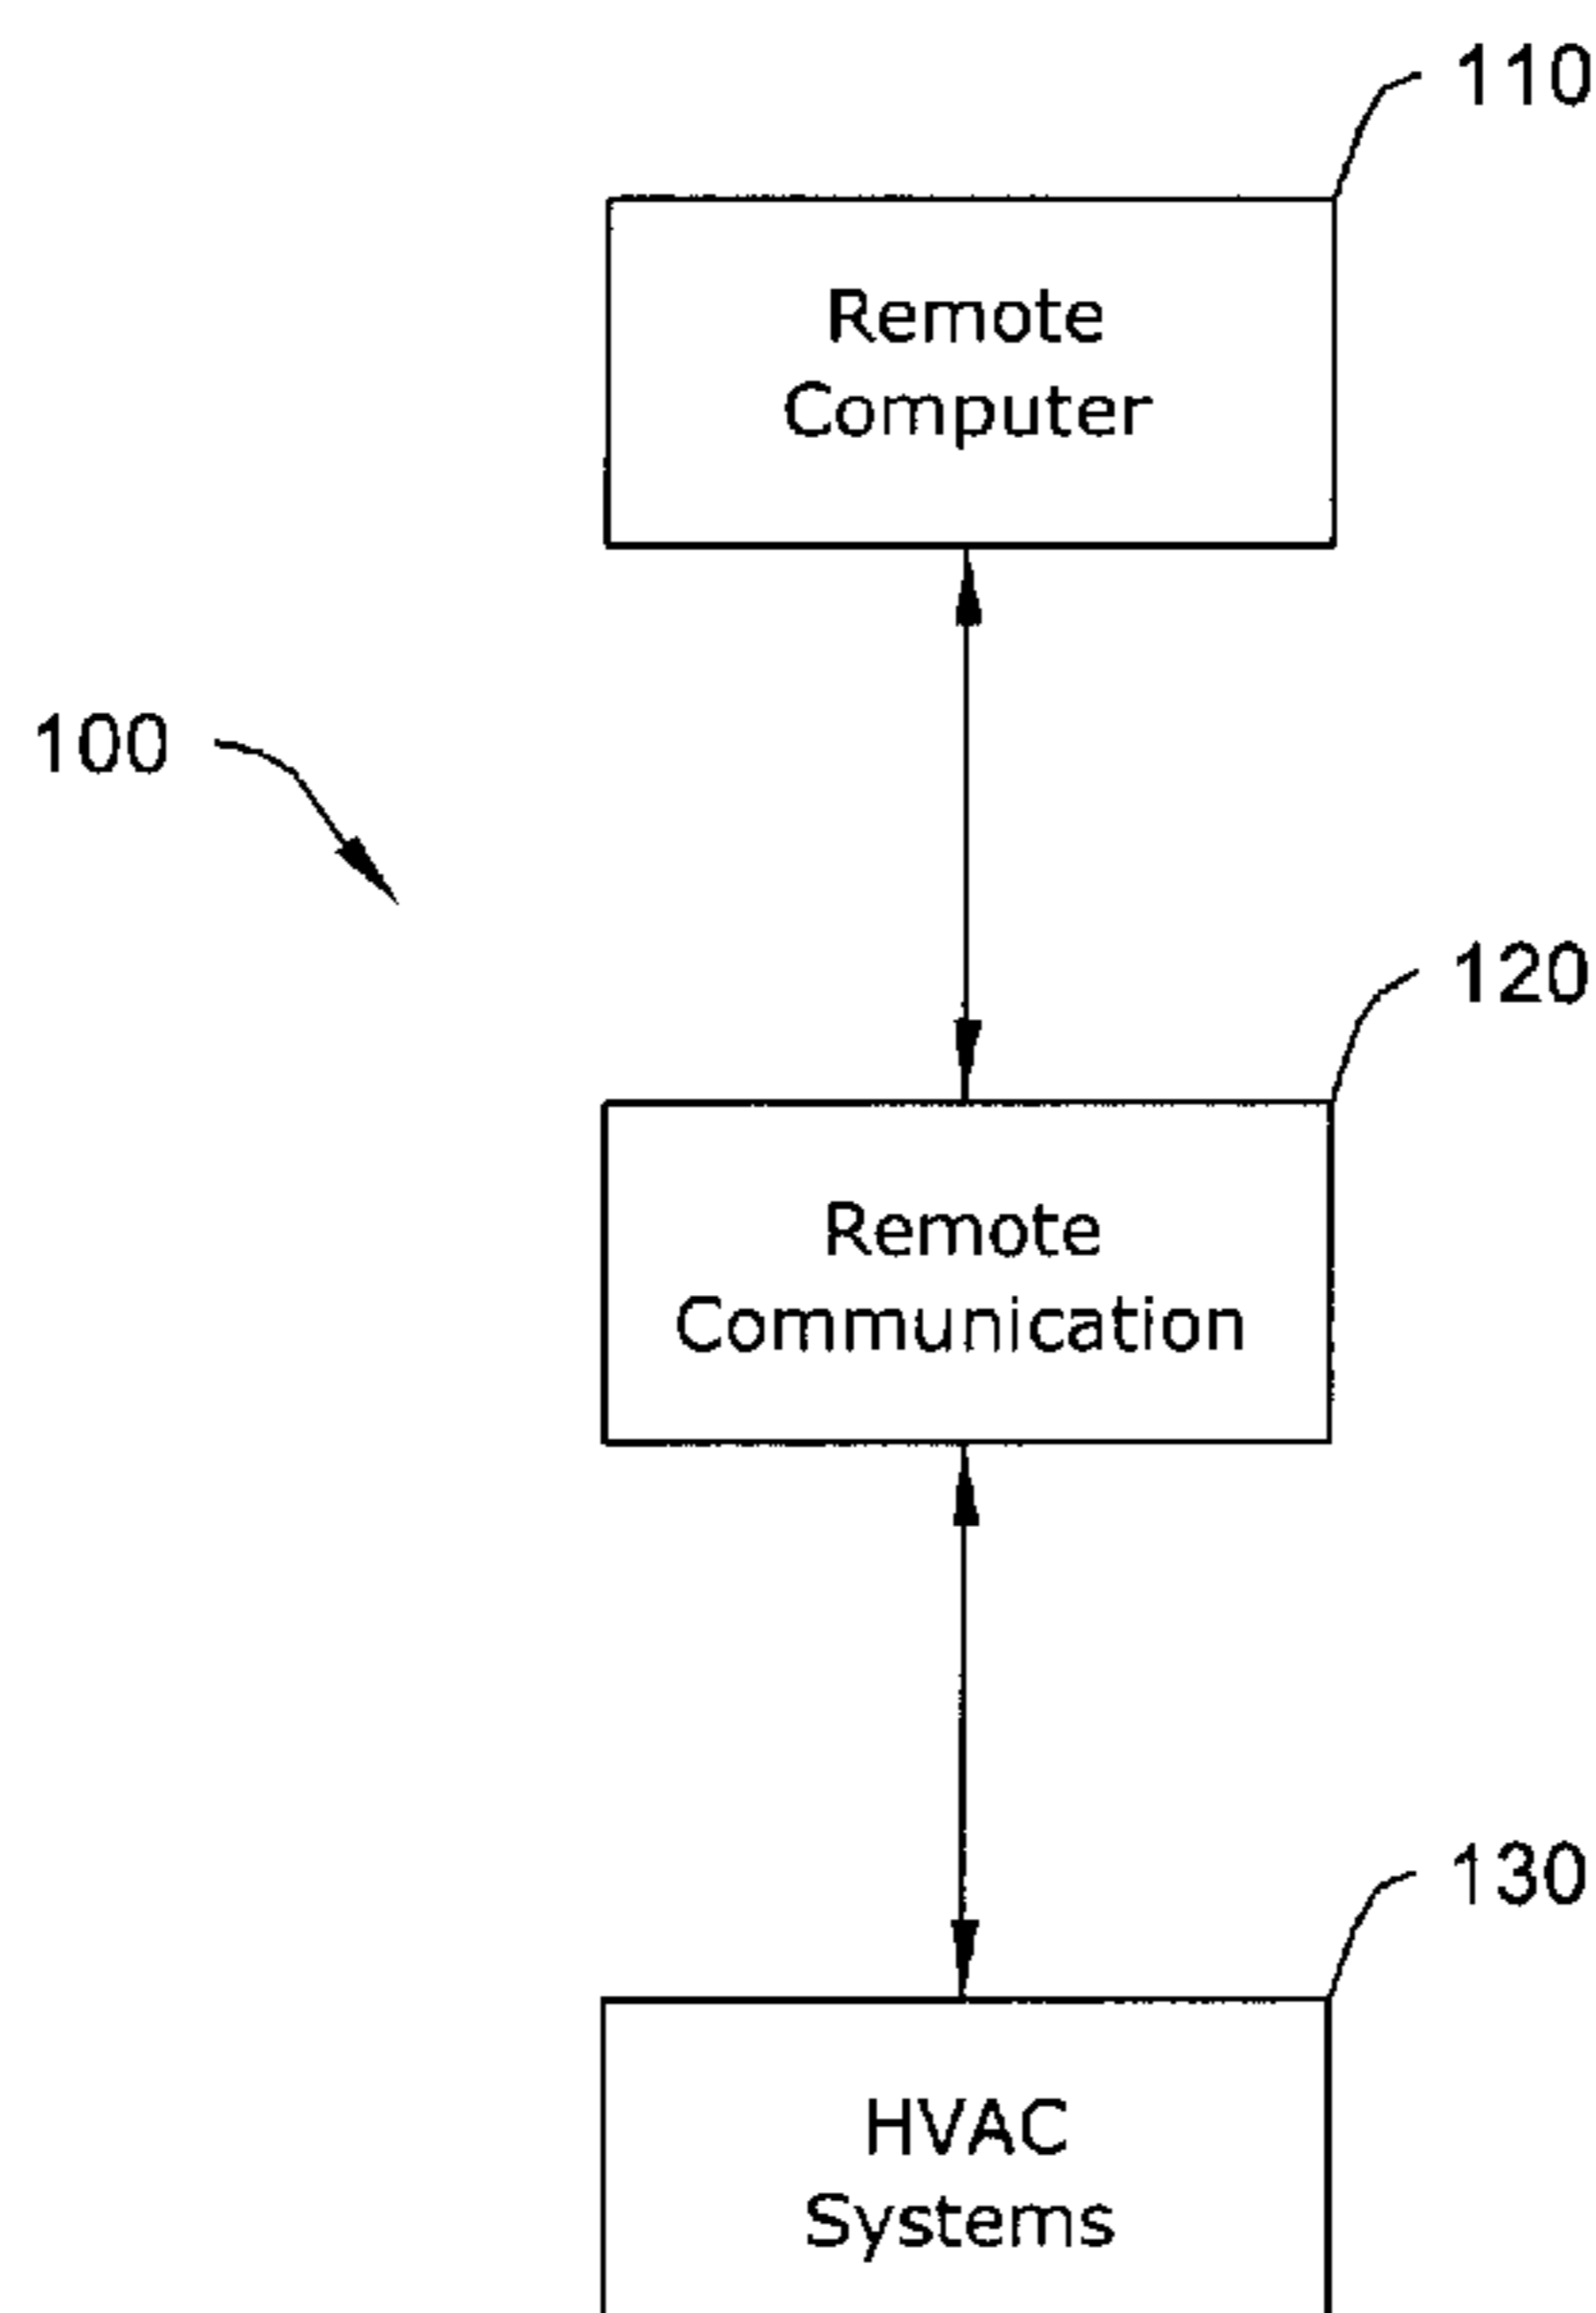 110
Remote
Computer
100
120
Remote
Communication
130
HVAC
Systems